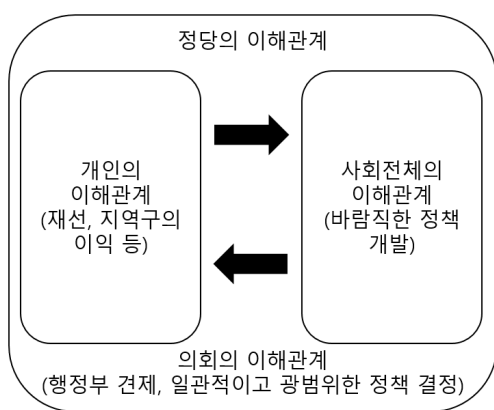 정당의 이해관계
개인의
이해관계
(재선, 지역구의
이익 등)
사회전체의
이해관계
(바람직한 정책
개발)
의회의 이해관계
(행정부 견제, 일관적이고 광범위한 정책 결정)